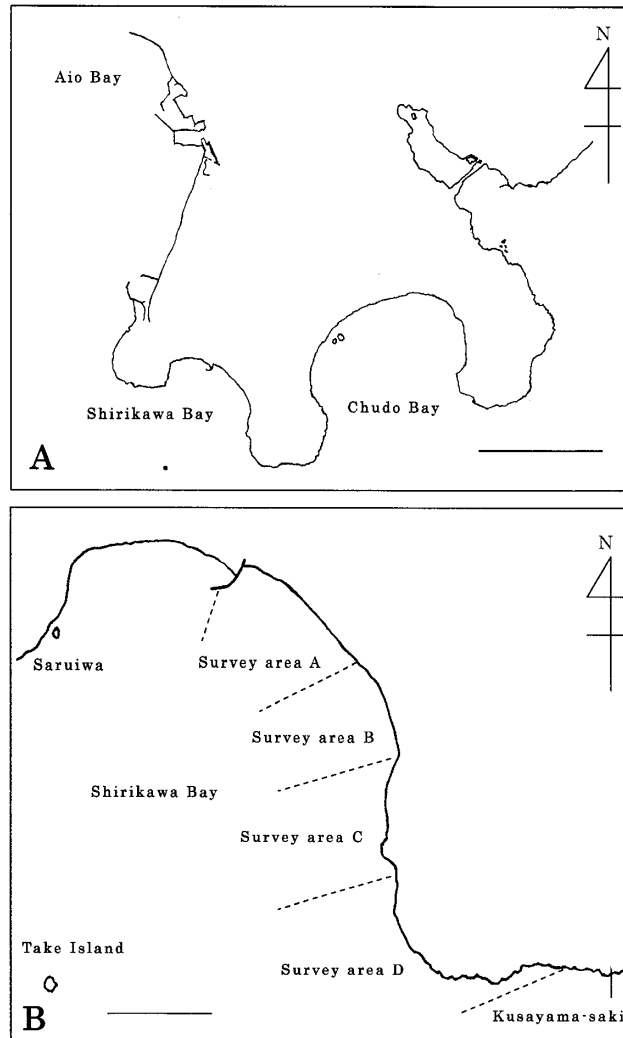 N
Aio Bay
Shirikawa Bay
Chudo Bay
A
N
Saruiwa
Survey area A
Survey area B
Shirikawa Bay
Survey area C
Take Island
Survey area D
Kusayama-saki
B